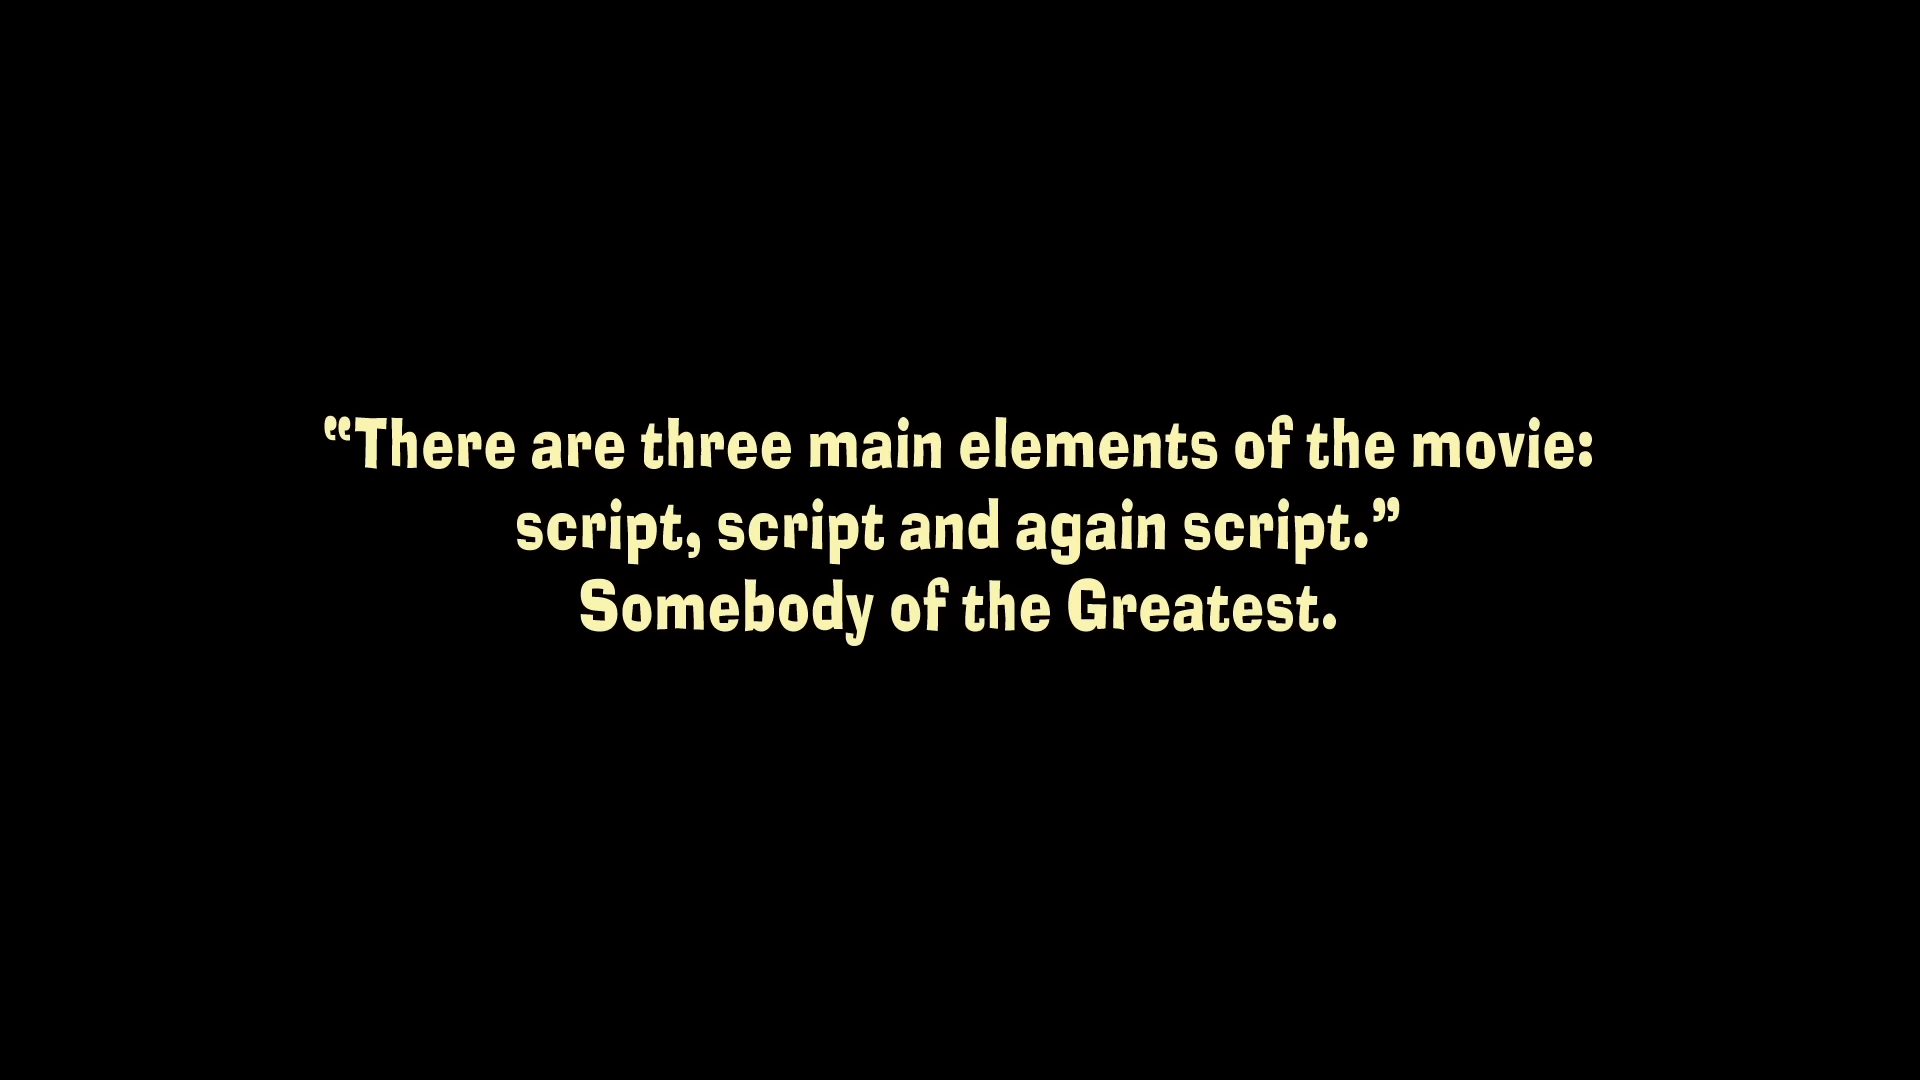 “There are three main elements of the movie:
script, script and again script.”
Somebody of the Greatest.